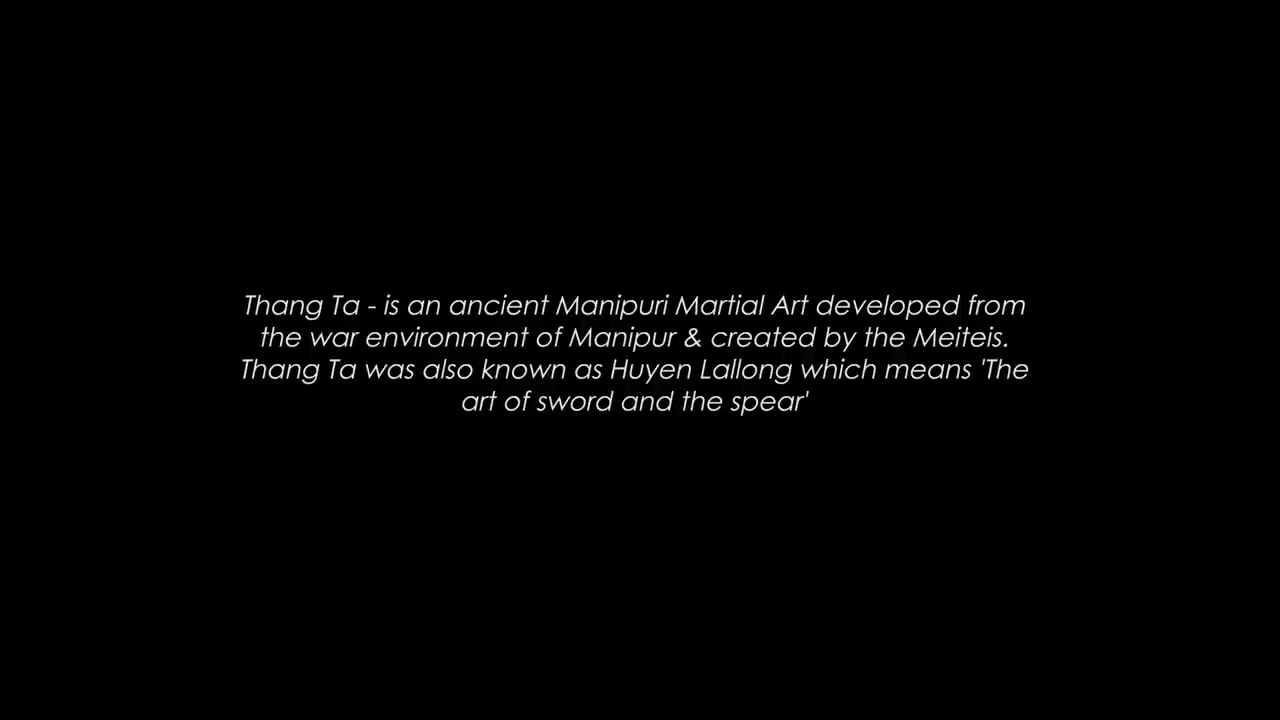 Thang Ta - is an ancient Manipuri Martial Art developed from
the war environment of Manipur & created by the Meiteis.
Thang Ta was also known as Huyen Lallong which means 'The
art of sword and the spear'